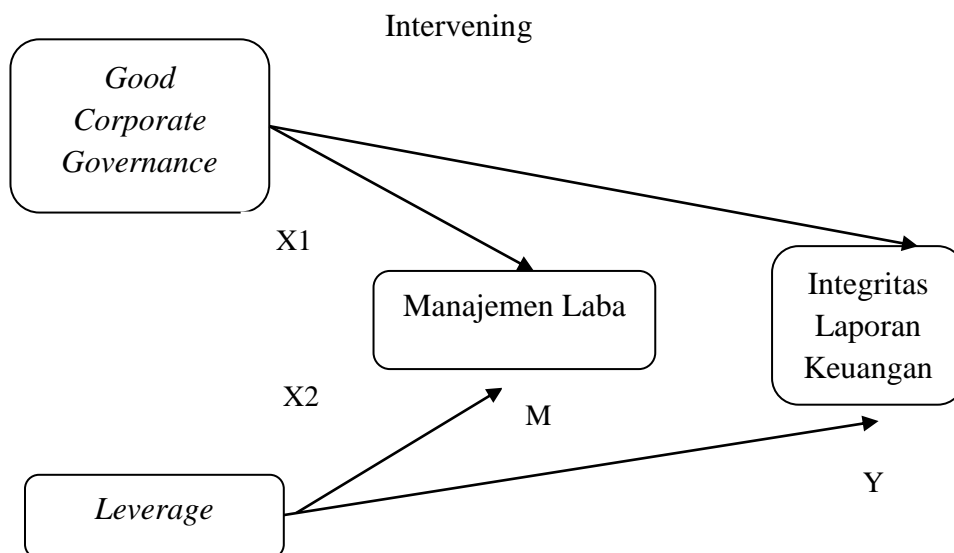 Intervening
Good
Corporate
Governance
X1
Manajemen Laba
Integritas
Laporan
Keuangan
X2
M
Y
Leverage